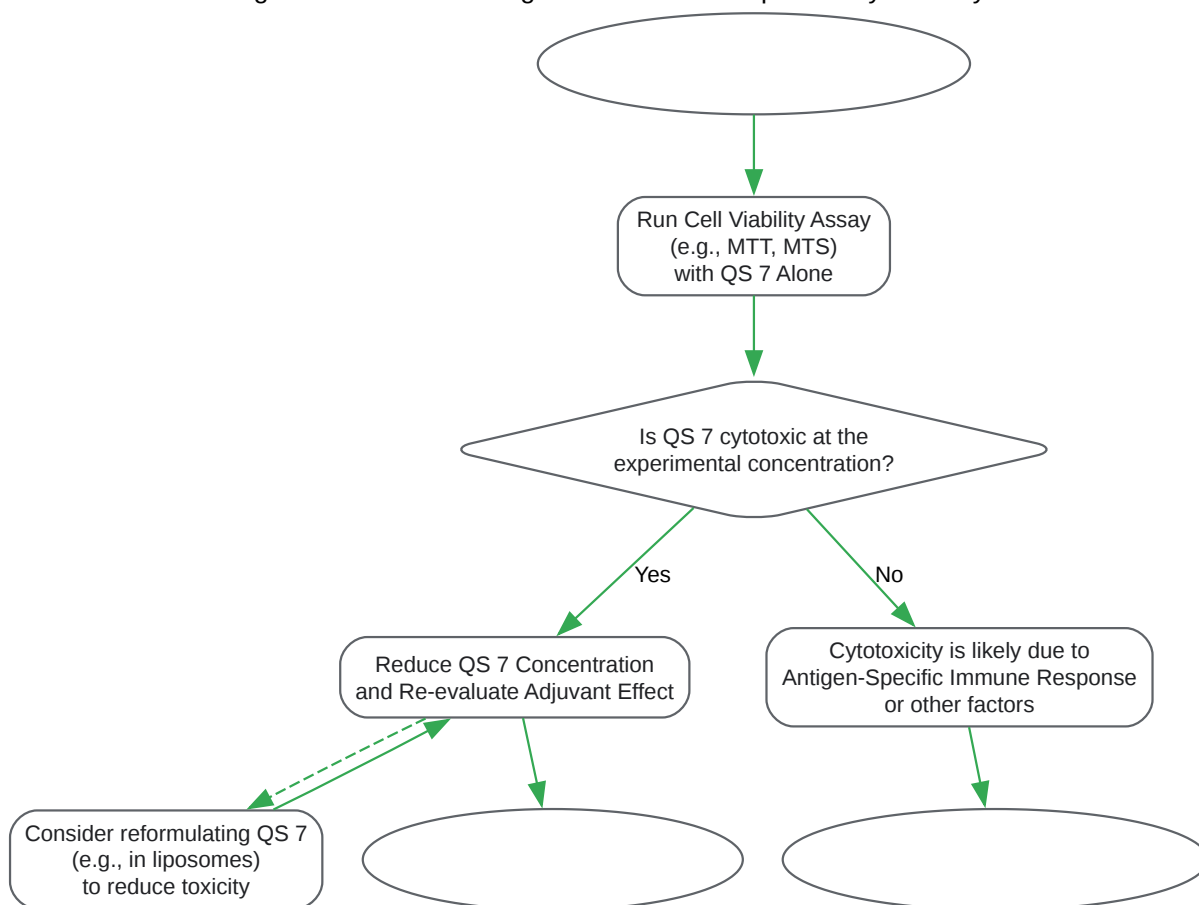 Run Cell Viability Assay
(e.g., MTT, MTS)
with QS 7 Alone
Is QS 7 cytotoxic at the
experimental concentration?
Yes
No
Reduce QS 7 Concentration
and Re-evaluate Adjuvant Effect
Cytotoxicity is likely due to
Antigen-Specific Immune Response
or other factors
Consider reformulating QS 7
(e.g., in liposomes)
to reduce toxicity